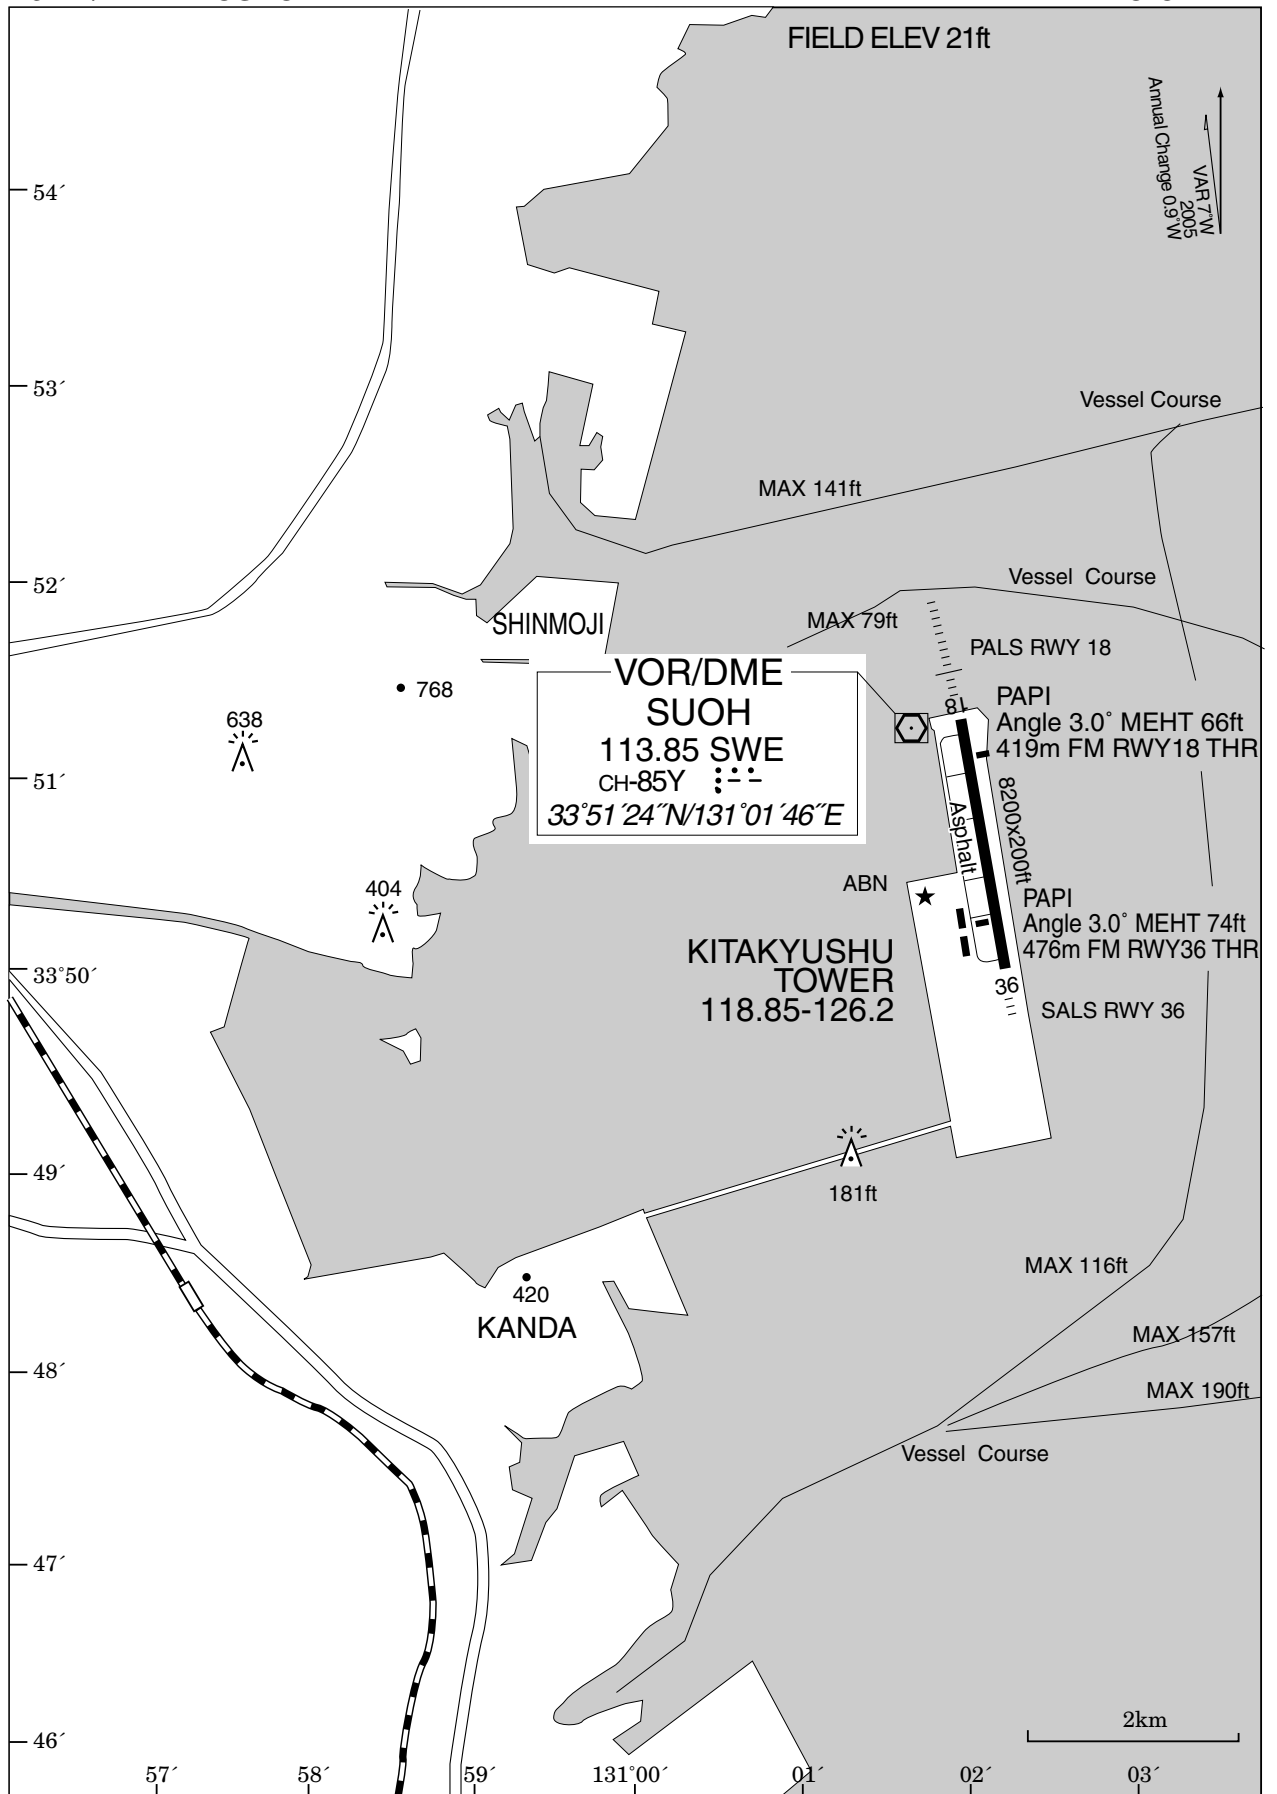 FIELD ELEV 21ft
VAR 7°W
2005
Annual Change 0.9°W
54′
53′
Vessel Course
MAX 141ft
52′
Vessel Course
MAX 79ft
SHINMOJI
PALS RWY 18
VOR/DME
SUOH
113.85 SWE
CH-85Y
33°51′24″N/131°01′46″E
768
638
18
PAPI
Angle 3.0° MEHT 66ft
419m FM RWY18 THR
51′
8200x200ft
Asphalt
ABN
404
PAPI
Angle 3.0° MEHT 74ft
476m FM RWY36 THR
KITAKYUSHU
TOWER
118.85-126.2
33°50′
36
SALS RWY 36
49′
181ft
MAX 116ft
420
KANDA
MAX 157ft
48′
MAX 190ft
Vessel Course
47′
46′
2km
57′
58′
59′
131°00′
01′
02′
03′